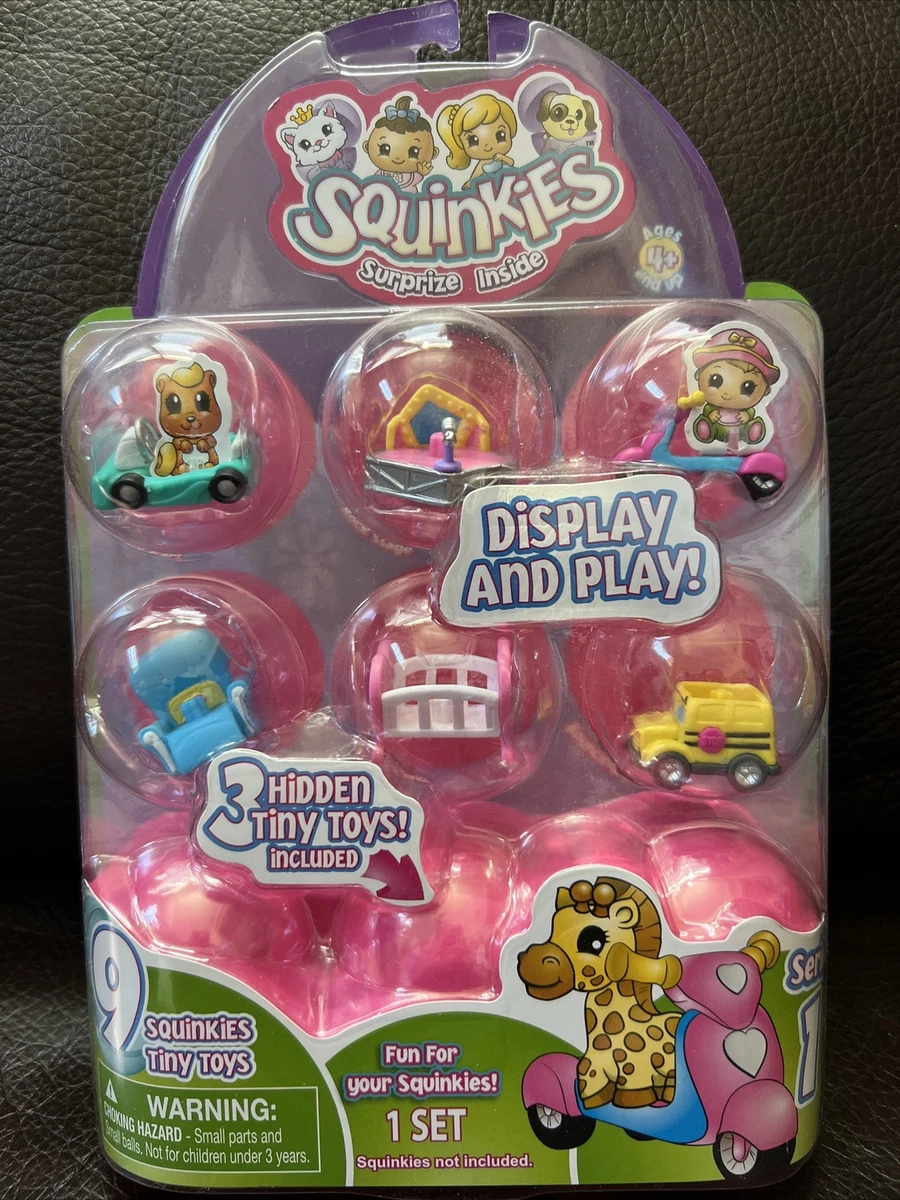 SQUiNKiES™
Surprize Inside
Ages
4+
and up
DiSPLAY
AND PLAY!
3 HiDDEN
TiNY TOYS!
iNCLUDED
9 SQUiNKiES
TiNY TOYS
Fun For
your Squinkies!
1 SET
Squinkies not included.
WARNING:
CHOKING HAZARD - Small parts and
Small balls. Not for children under 3 years.